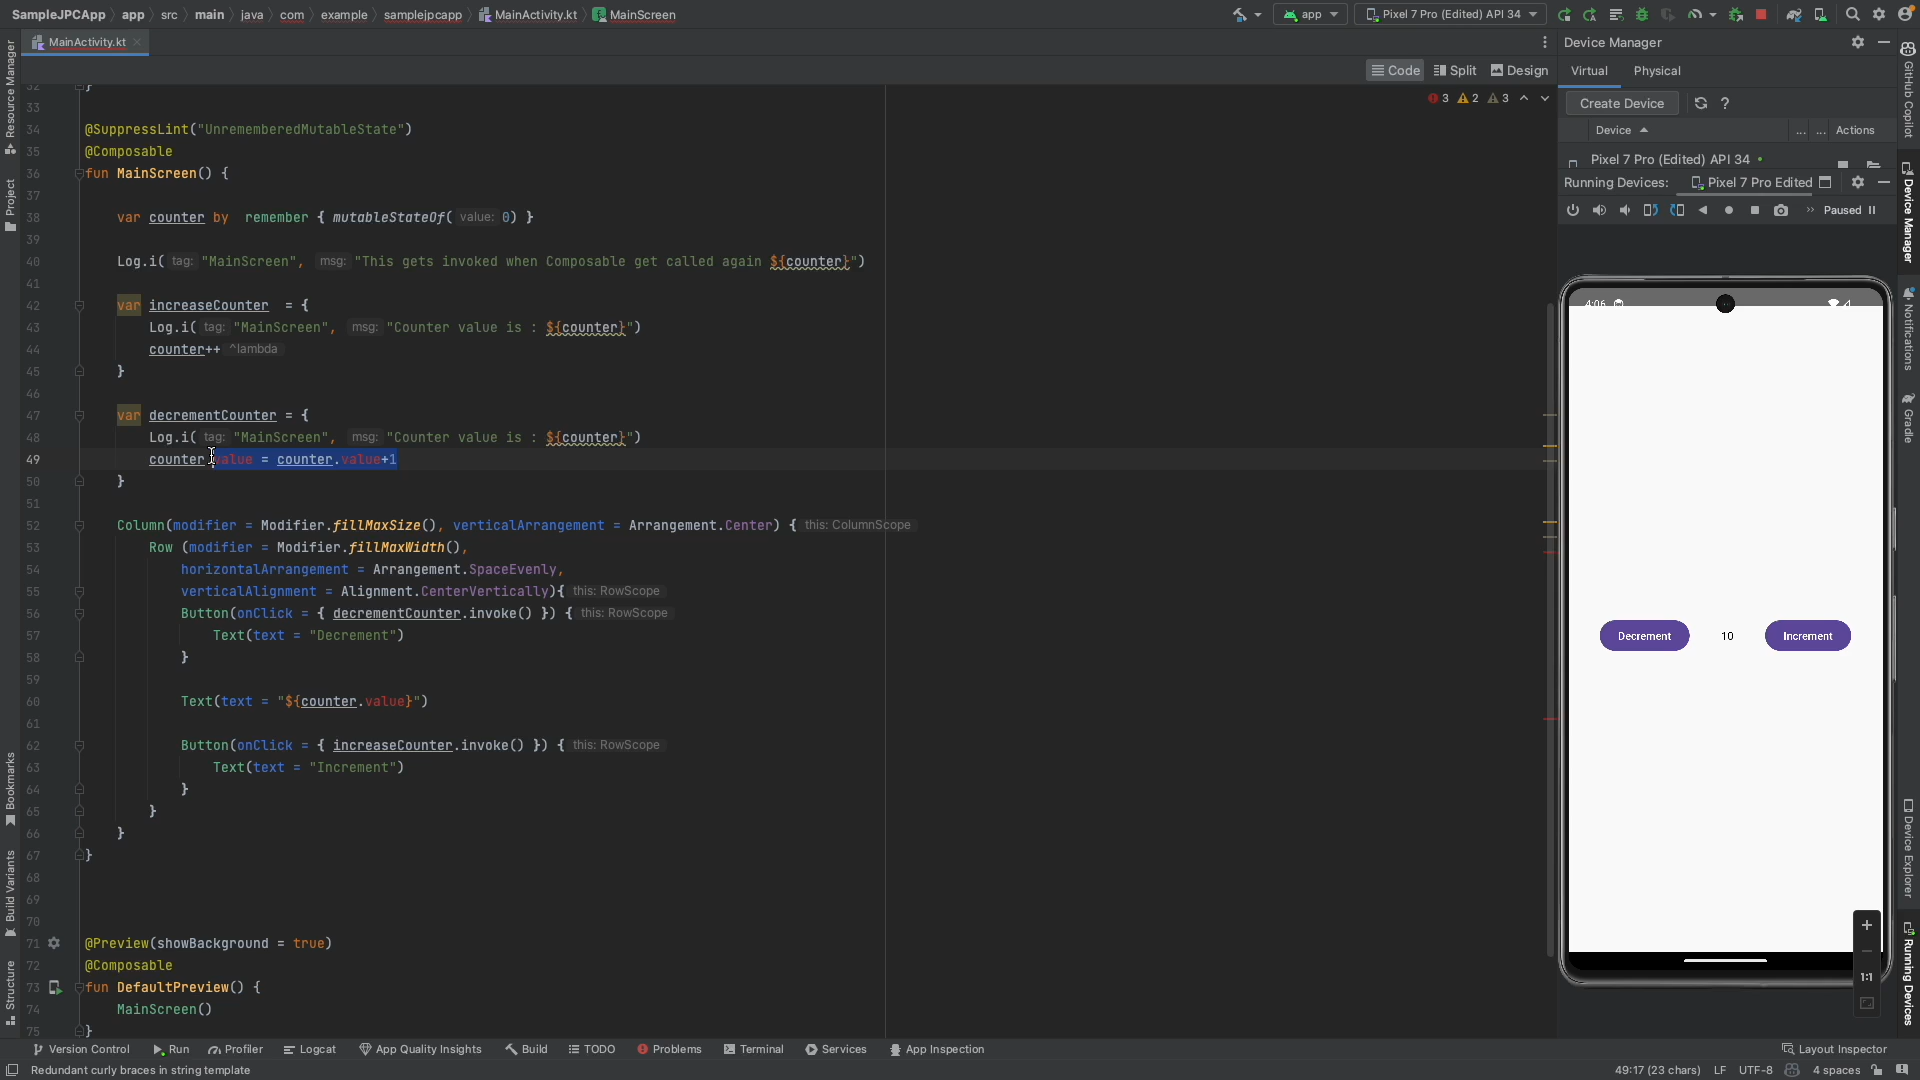 SampleJPCApp > app > src > main > java > com > example > samplejpcapp > MainActivity.kt > MainScreen
app
Pixel 7 Pro (Edited) API 34
MainActivity.kt
Code
Split
Design
3 2 3
32 }
33
34 @SuppressLint("UnrememberedMutableState")
35 @Composable
36 fun MainScreen() {
37
38 var counter by  remember { mutableStateOf( value: 0) }
39
40 Log.i( tag: "MainScreen", msg: "This gets invoked when Composable get called again ${counter}")
41
42 var increaseCounter  = {
43 Log.i( tag: "MainScreen", msg: "Counter value is : ${counter}")
44 counter++ ^lambda
45 }
46
47 var decrementCounter = {
48 Log.i( tag: "MainScreen", msg: "Counter value is : ${counter}")
49 counter.value = counter.value+1
50 }
51
52 Column(modifier = Modifier.fillMaxSize(), verticalArrangement = Arrangement.Center) { this: ColumnScope
53 Row (modifier = Modifier.fillMaxWidth(),
54 horizontalArrangement = Arrangement.SpaceEvenly,
55 verticalAlignment = Alignment.CenterVertically){ this: RowScope
56 Button(onClick = { decrementCounter.invoke() }) { this: RowScope
57 Text(text = "Decrement")
58 }
59
60 Text(text = "${counter.value}")
61
62 Button(onClick = { increaseCounter.invoke() }) { this: RowScope
63 Text(text = "Increment")
64 }
65 }
66 }
67 }
68
69
70
71 @Preview(showBackground = true)
72 @Composable
73 fun DefaultPreview() {
74 MainScreen()
75 }
Resource Manager
Project
Bookmarks
Build Variants
Structure
Device Manager
Virtual
Physical
Create Device
?
Device ... ... Actions
Pixel 7 Pro (Edited) API 34
Running Devices: Pixel 7 Pro Edited
» Paused
4:06
Decrement 10 Increment
+
−
1:1
GitHub Copilot
Device Manager
Notifications
Gradle
Device Explorer
Running Devices
Version Control
Run
Profiler
Logcat
App Quality Insights
Build
TODO
Problems
Terminal
Services
App Inspection
Layout Inspector
Redundant curly braces in string template
49:17 (23 chars) LF UTF-8 4 spaces